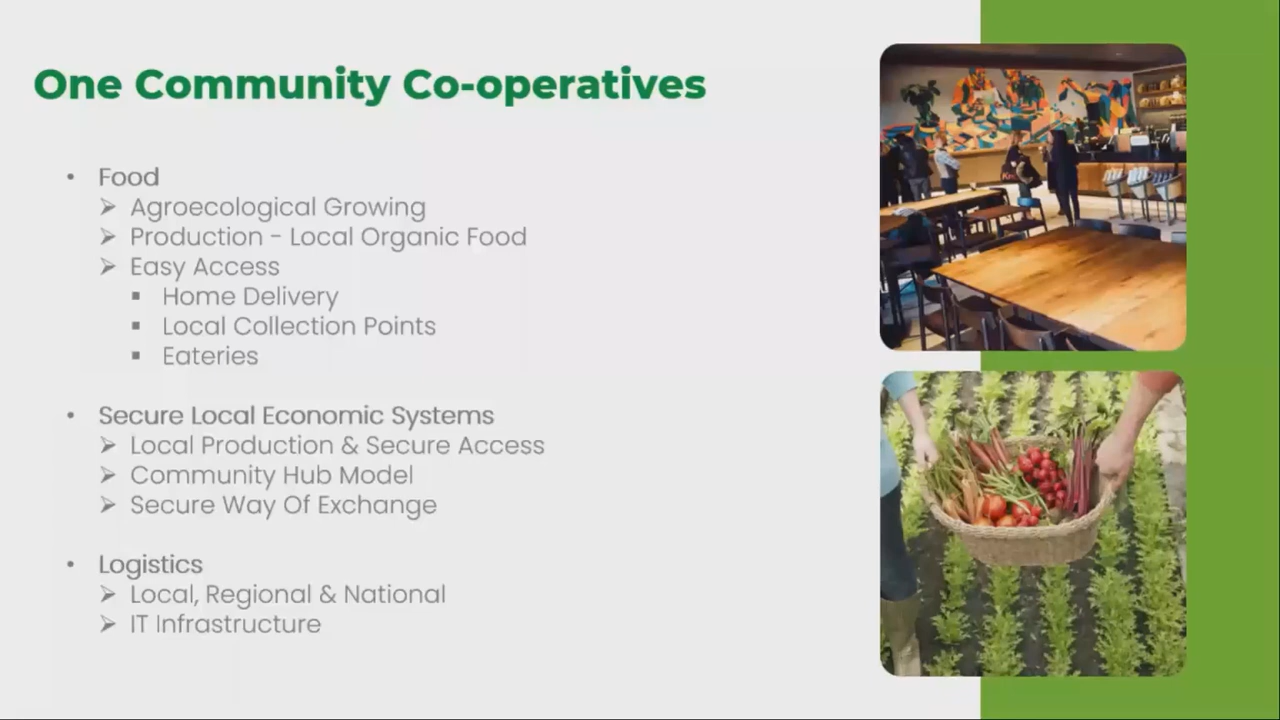 One Community Co-operatives
• Food
➢ Agroecological Growing
➢ Production - Local Organic Food
➢ Easy Access
▪ Home Delivery
▪ Local Collection Points
▪ Eateries
• Secure Local Economic Systems
➢ Local Production & Secure Access
➢ Community Hub Model
➢ Secure Way Of Exchange
• Logistics
➢ Local, Regional & National
➢ IT Infrastructure